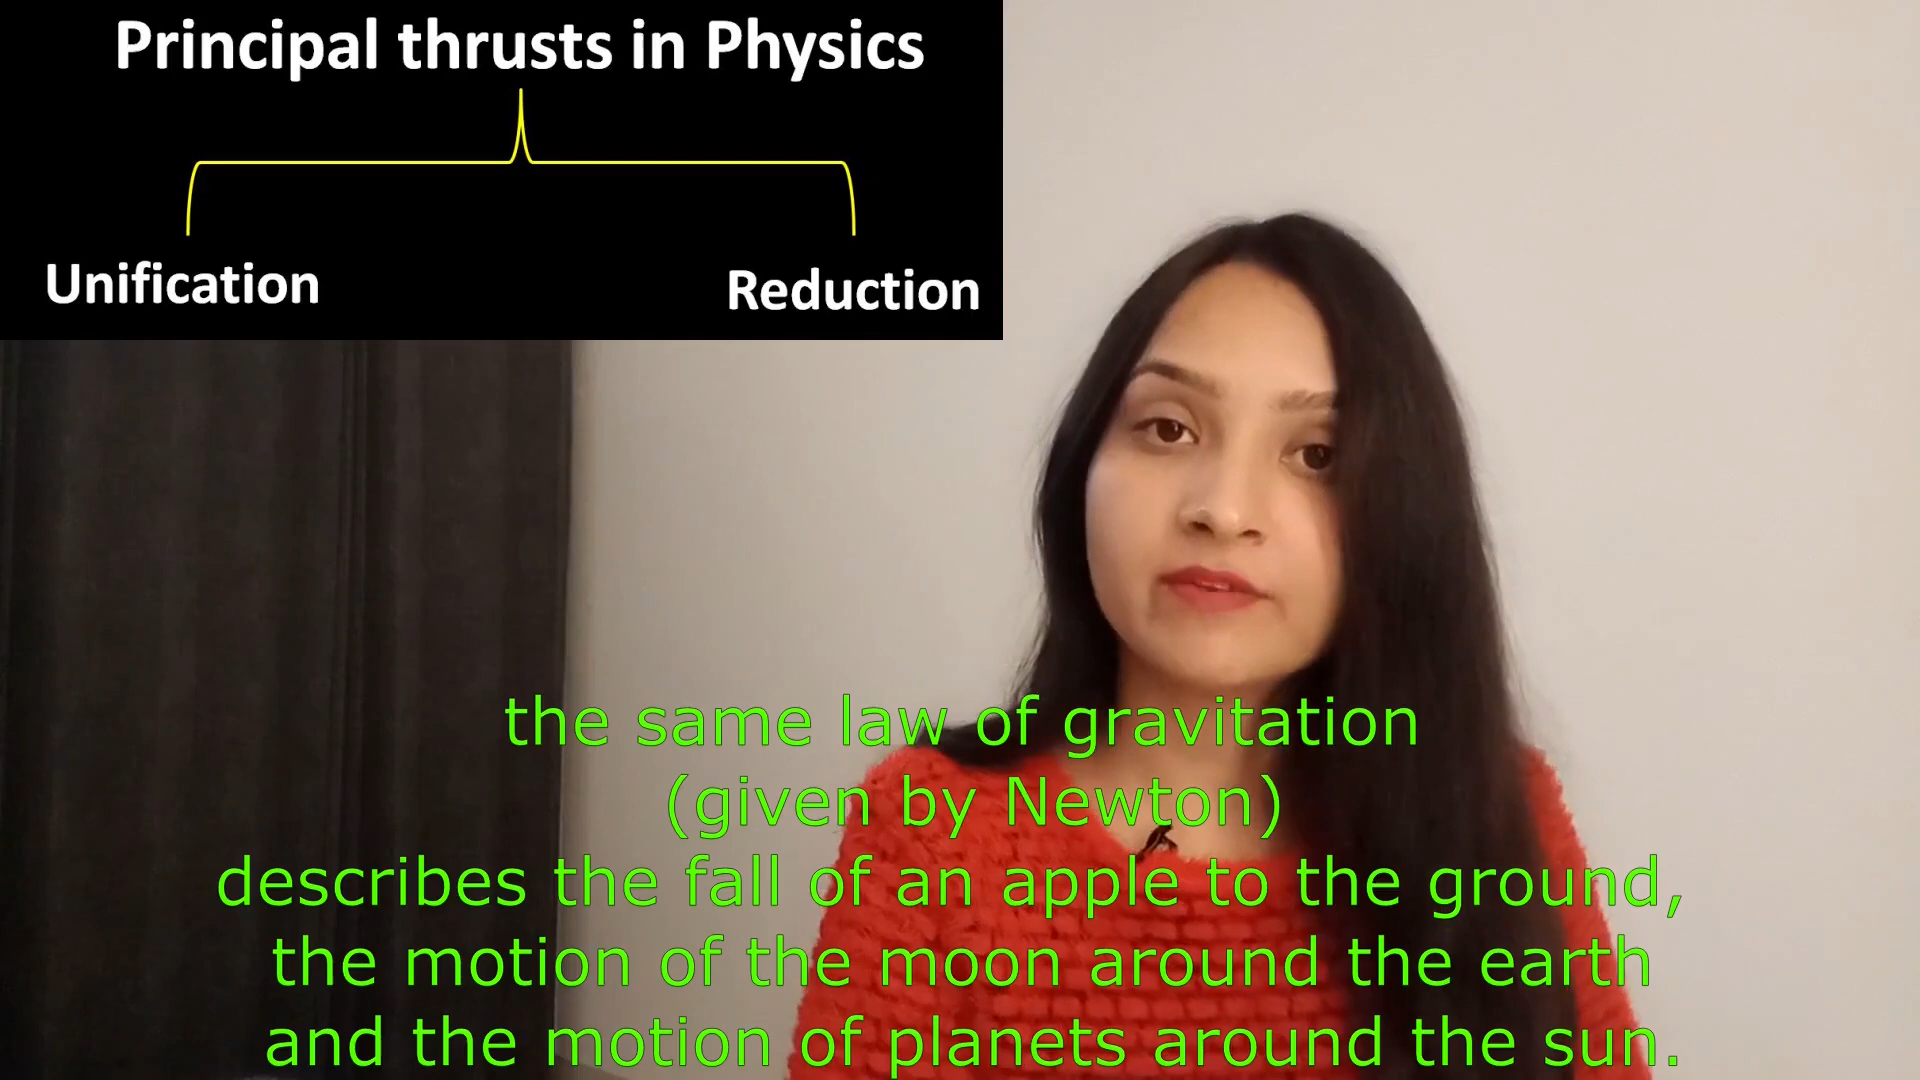 Principal thrusts in Physics
Unification
Reduction
the same law of gravitation
(given by Newton)
describes the fall of an apple to the ground,
the motion of the moon around the earth
and the motion of planets around the sun.